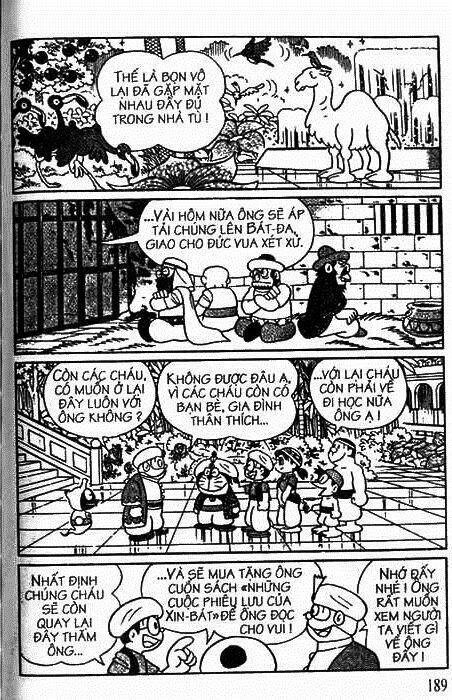 THẾ LÀ BỌN VÔ
LẠI ĐÃ GẶP MẶT
NHAU ĐẦY ĐỦ
TRONG NHÀ TÙ !
...VÀI HÔM NỮA ÔNG SẼ ÁP
TẢI CHÚNG LÊN BÁT-ĐA,
GIAO CHO ĐỨC VUA XÉT XỬ.
CÒN CÁC CHÁU,
CÓ MUỐN Ở LẠI
ĐÂY LUÔN VỚI
ÔNG KHÔNG ?
KHÔNG ĐƯỢC ĐÂU Ạ,
VÌ CÁC CHÁU CÒN CÓ
BẠN BÈ, GIA ĐÌNH
THÂN THÍCH...
...VỚI LẠI CHÁU
CÒN PHẢI VỀ
ĐI HỌC NỮA
ÔNG Ạ !
NHẤT ĐỊNH
CHÚNG CHÁU
SẼ CÒN
QUAY LẠI
ĐÂY THĂM
ÔNG...
...VÀ SẼ MUA TẶNG ÔNG
CUỐN SÁCH «NHỮNG
CUỘC PHIÊU LƯU CỦA
XIN-BÁT» ĐỂ ÔNG ĐỌC
CHO VUI !
NHỚ ĐẤY
NHÉ ! ÔNG
RẤT MUỐN
XEM NGƯỜI
TA VIẾT GÌ
VỀ ÔNG
ĐẤY !
189